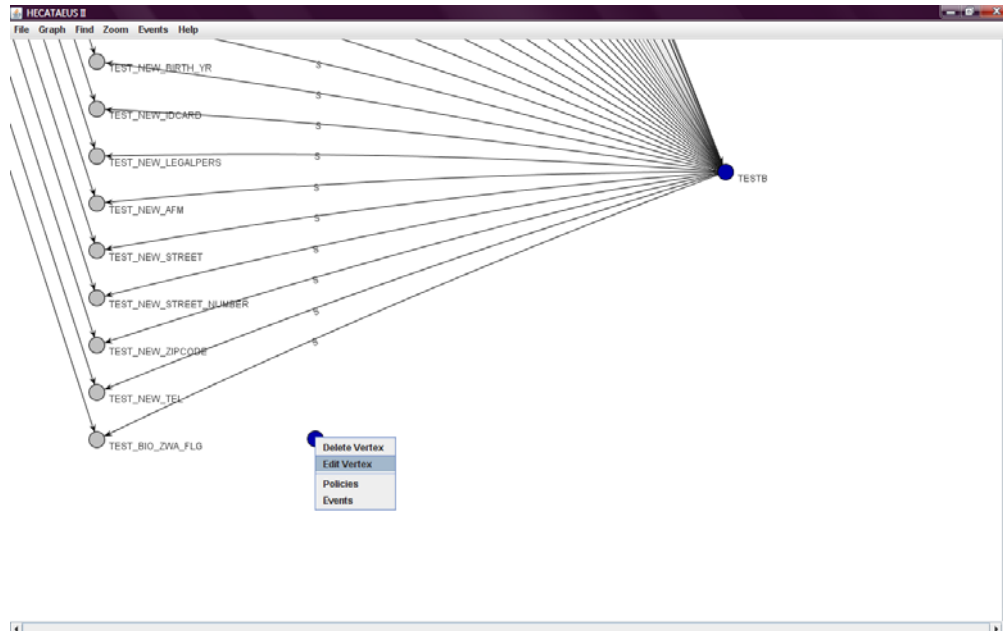 HECATAEUS II
File Graph Find Zoom Events Help
TEST_NEW_BIRTH_YR
S
S
TEST_NEW_IDCARD
S
TEST_NEW_LEGALPERS
TESTB
S
TEST_NEW_AFM
S
TEST_NEW_STREET
S
S
TEST_NEW_STREET_NUMBER
S
S
TEST_NEW_ZIPCODE
TEST_NEW_TEL
TEST_BIO_ZWA_FLG
Delete Vertex
Edit Vertex
Policies
Events